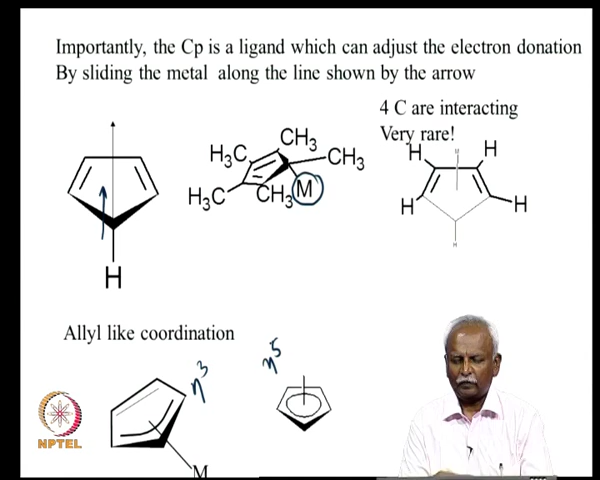 Importantly, the Cp is a ligand which can adjust the electron donation
By sliding the metal along the line shown by the arrow
4 C are interacting
Very rare!
H
H₃C
CH₃
CH₃
H₃C
CH₃
M
H
H
H
H
H
H
Allyl like coordination
η³
η⁵
M
NPTEL